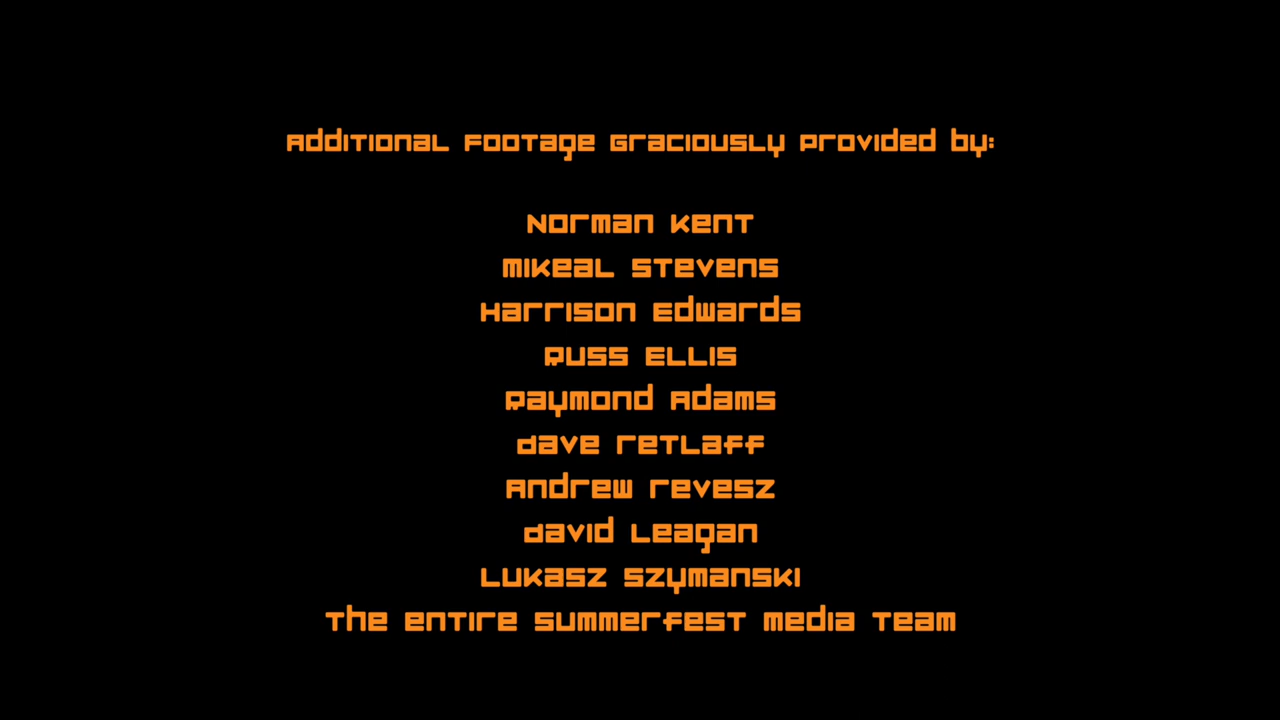 Additional Footage Graciously Provided by:
Norman Kent
Mikeal Stevens
Harrison Edwards
Russ Ellis
Raymond Adams
Dave Retlaff
Andrew Revesz
David Leagan
Lukasz Szymanski
The Entire Summerfest Media Team